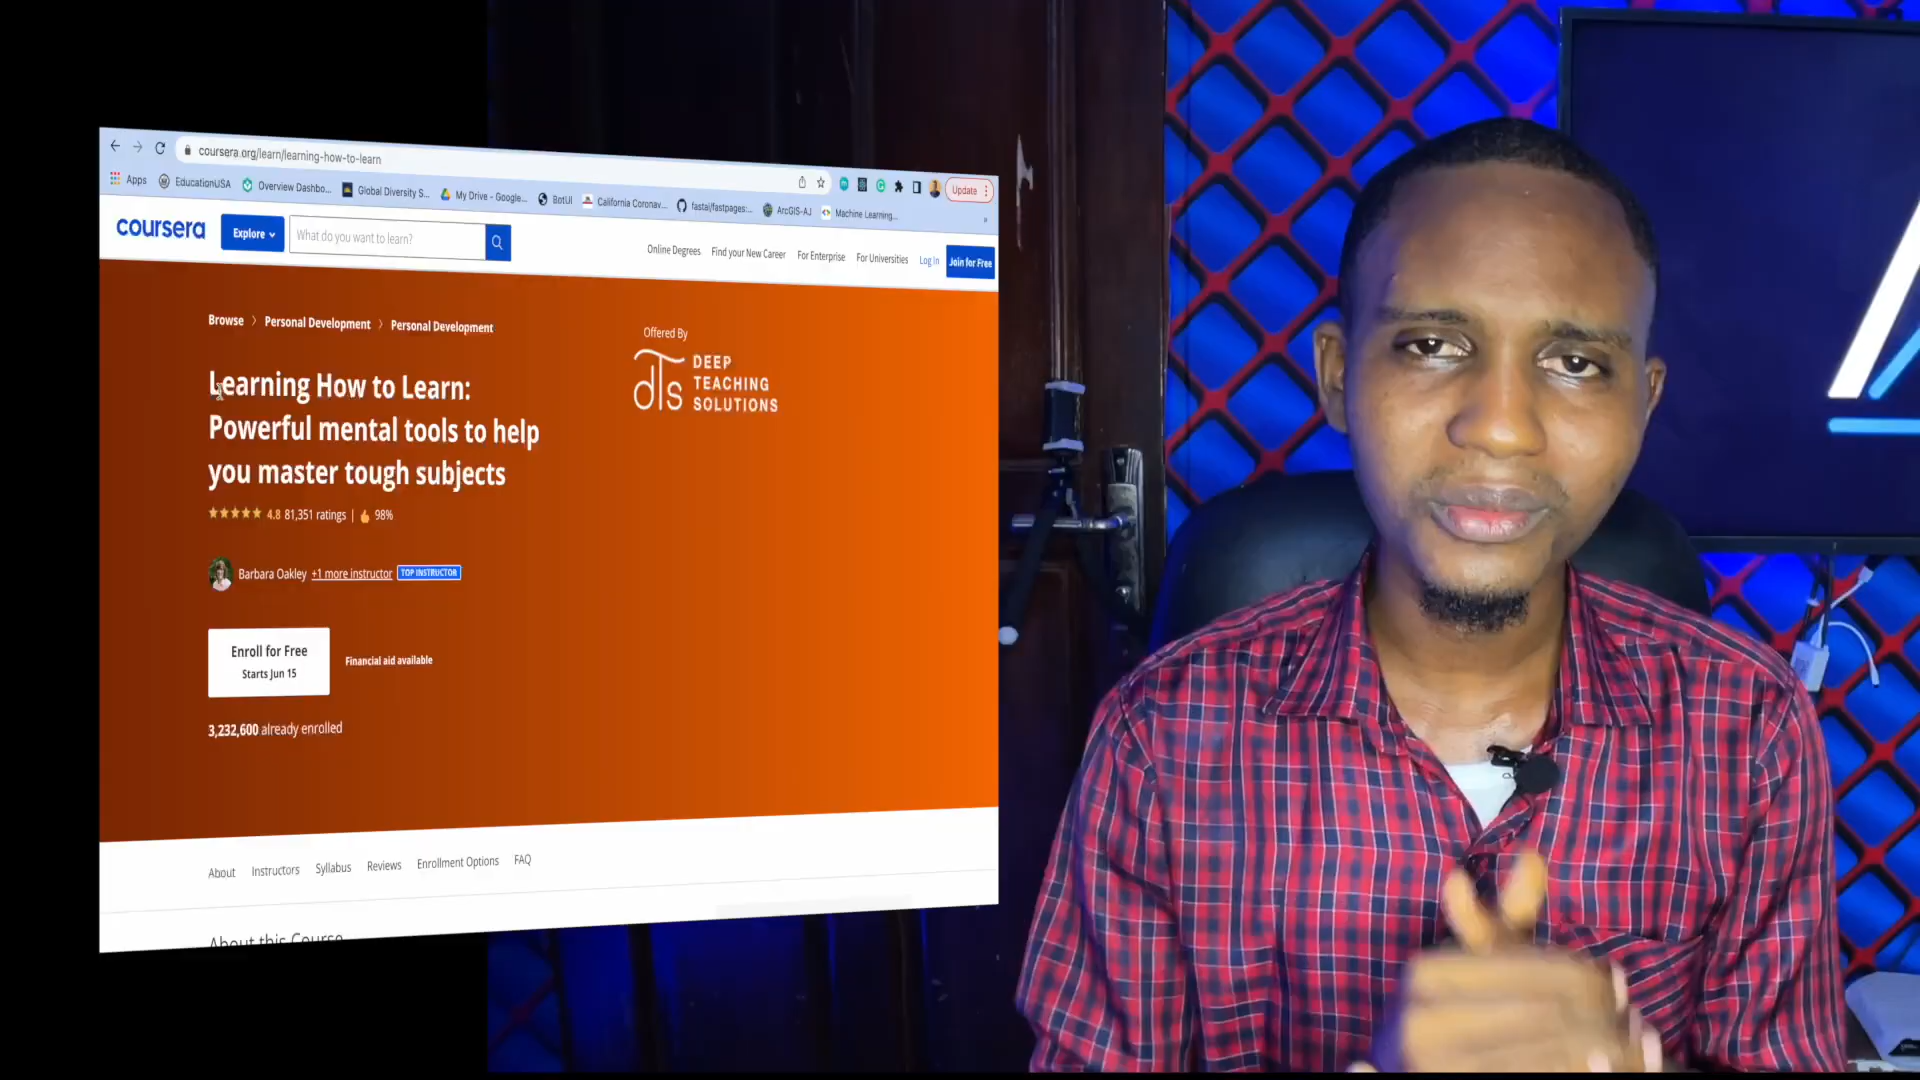 coursera.org/learn/learning-how-to-learn
Update
Apps
EducationUSA
Overview Dashbo...
Global Diversity S...
My Drive - Google...
BotUI
California Coronav...
fastai/fastpages:...
ArcGIS-AJ
Machine Learning...
coursera
Explore
What do you want to learn?
Online Degrees
Find your New Career
For Enterprise
For Universities
Log In
Join for Free
Browse > Personal Development > Personal Development
Offered By
dTs DEEP
TEACHING
SOLUTIONS
Learning How to Learn:
Powerful mental tools to help
you master tough subjects
4.8 81,351 ratings | 98%
Barbara Oakley +1 more instructor TOP INSTRUCTOR
Enroll for Free
Starts Jun 15
Financial aid available
3,232,600 already enrolled
About
Instructors
Syllabus
Reviews
Enrollment Options
FAQ
About this Course